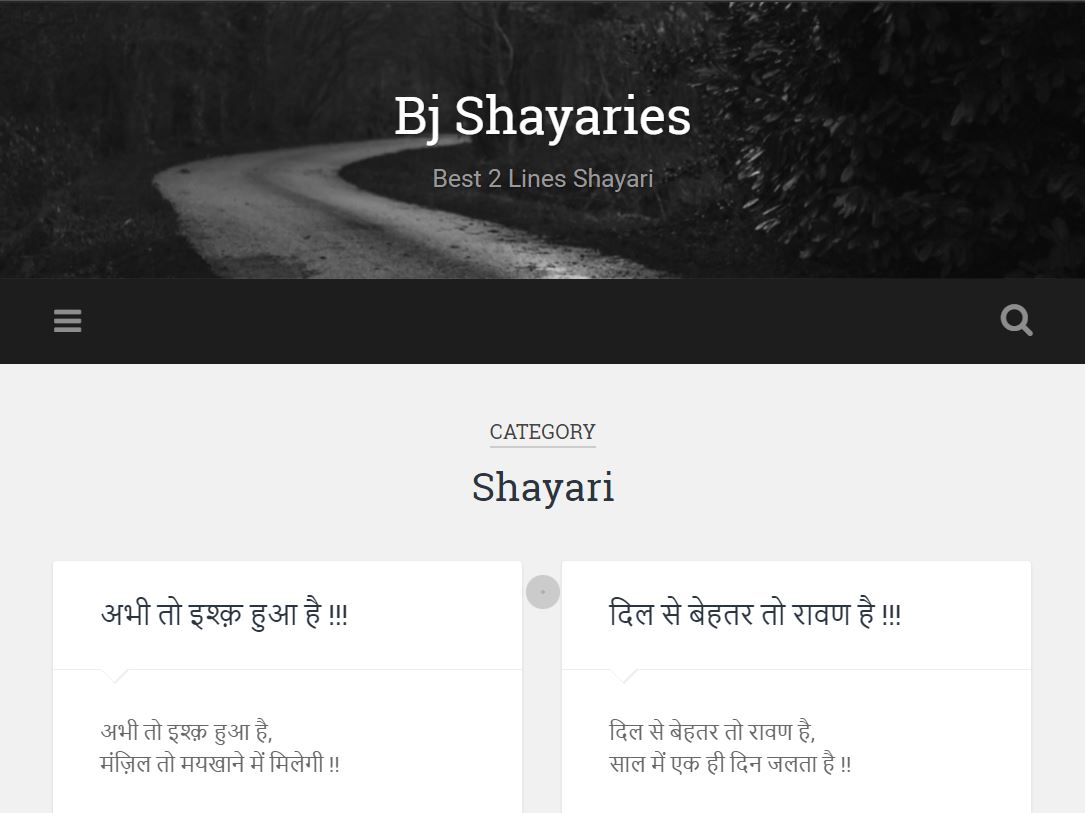 Bj Shayaries
Best 2 Lines Shayari
CATEGORY
Shayari
अभी तो इश्क़ हुआ है !!!
अभी तो इश्क़ हुआ है,
मंज़िल तो मयखाने में मिलेगी !!
दिल से बेहतर तो रावण है !!!
दिल से बेहतर तो रावण है,
साल में एक ही दिन जलता है !!